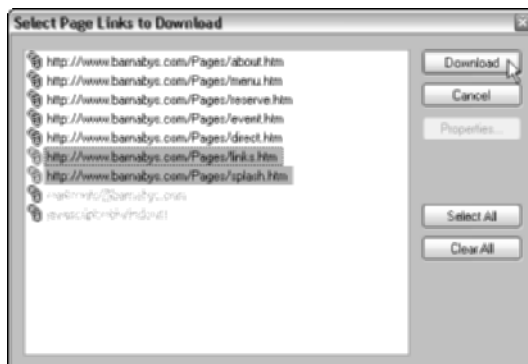 Select Page Links to Download
http://www.barnabys.com/Pages/about.htm
http://www.barnabys.com/Pages/menu.htm
http://www.barnabys.com/Pages/reserve.htm
http://www.barnabys.com/Pages/event.htm
http://www.barnabys.com/Pages/direct.htm
http://www.barnabys.com/Pages/links.htm
http://www.barnabys.com/Pages/splash.htm
Download
Cancel
Properties...
Select All
Clear All